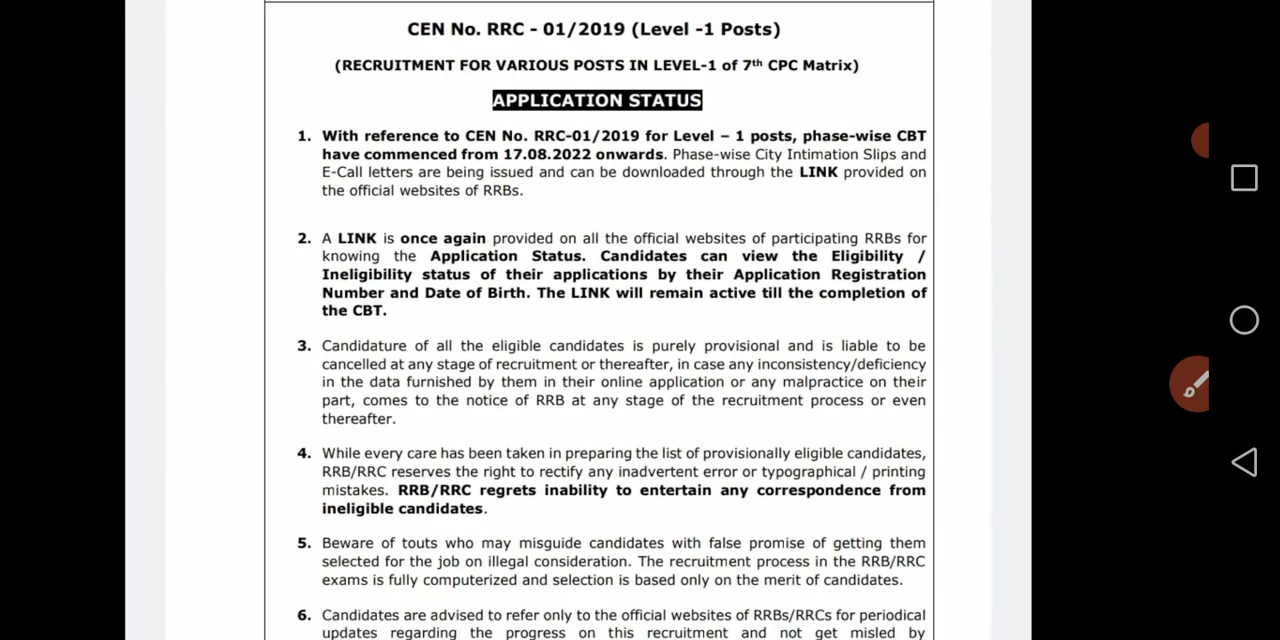 CEN No. RRC - 01/2019 (Level -1 Posts)
(RECRUITMENT FOR VARIOUS POSTS IN LEVEL-1 of 7th CPC Matrix)
APPLICATION STATUS
1. With reference to CEN No. RRC-01/2019 for Level – 1 posts, phase-wise CBT
have commenced from 17.08.2022 onwards. Phase-wise City Intimation Slips and
E-Call letters are being issued and can be downloaded through the LINK provided on
the official websites of RRBs.
2. A LINK is once again provided on all the official websites of participating RRBs for
knowing the Application Status. Candidates can view the Eligibility /
Ineligibility status of their applications by their Application Registration
Number and Date of Birth. The LINK will remain active till the completion of
the CBT.
3. Candidature of all the eligible candidates is purely provisional and is liable to be
cancelled at any stage of recruitment or thereafter, in case any inconsistency/deficiency
in the data furnished by them in their online application or any malpractice on their
part, comes to the notice of RRB at any stage of the recruitment process or even
thereafter.
4. While every care has been taken in preparing the list of provisionally eligible candidates,
RRB/RRC reserves the right to rectify any inadvertent error or typographical / printing
mistakes. RRB/RRC regrets inability to entertain any correspondence from
ineligible candidates.
5. Beware of touts who may misguide candidates with false promise of getting them
selected for the job on illegal consideration. The recruitment process in the RRB/RRC
exams is fully computerized and selection is based only on the merit of candidates.
6. Candidates are advised to refer only to the official websites of RRBs/RRCs for periodical
updates regarding the progress on this recruitment and not get misled by